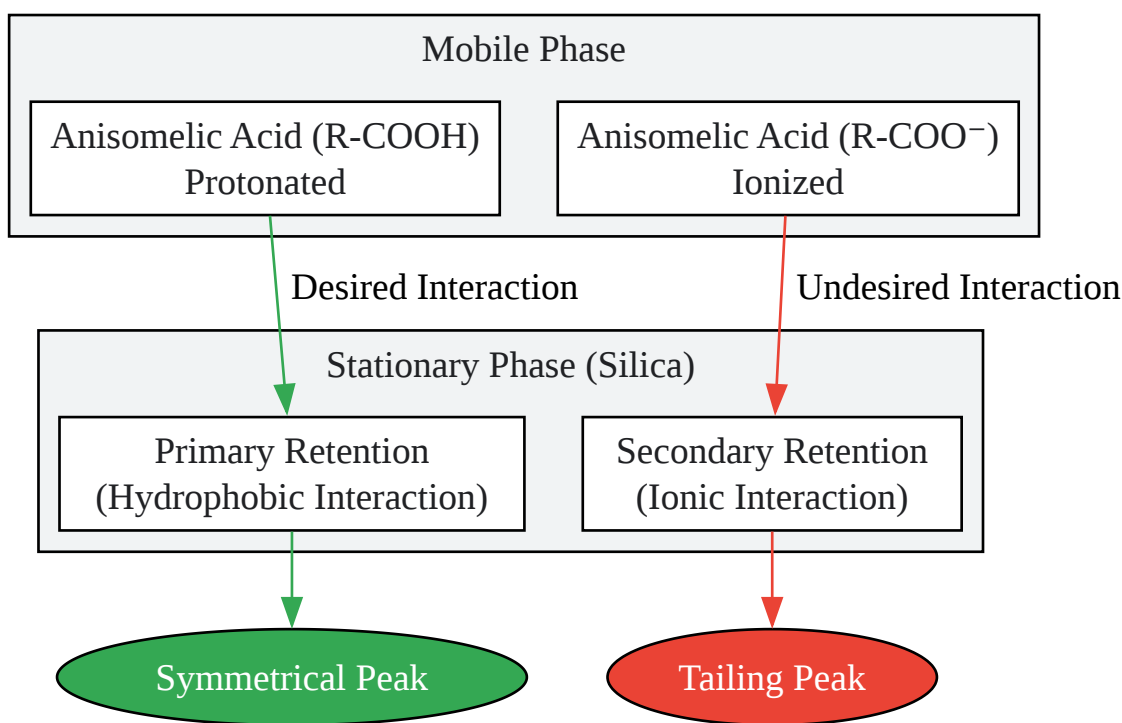 Mobile Phase
Anisomelic Acid (R-COOH)
Protonated
Anisomelic Acid (R-COO⁻)
Ionized
Desired Interaction
Undesired Interaction
Stationary Phase (Silica)
Primary Retention
(Hydrophobic Interaction)
Secondary Retention
(Ionic Interaction)
Symmetrical Peak
Tailing Peak